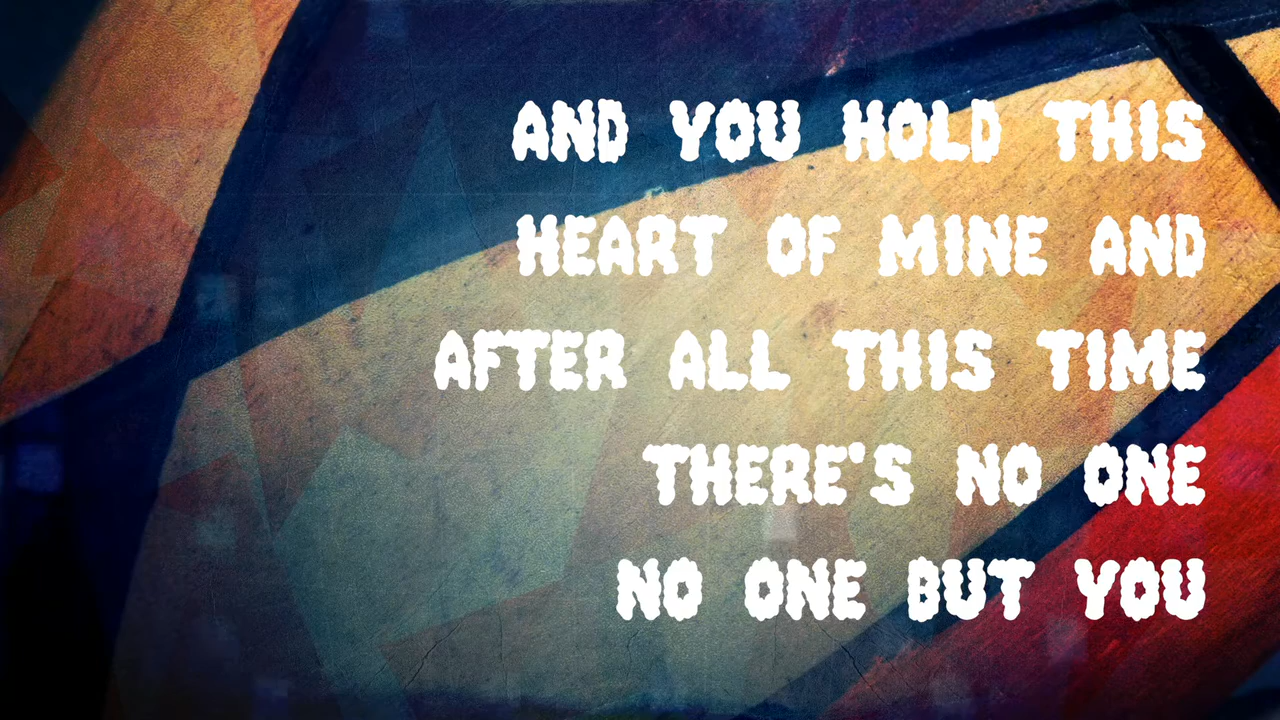 AND YOU HOLD THIS
HEART OF MINE AND
AFTER ALL THIS TIME
THERE'S NO ONE
NO ONE BUT YOU